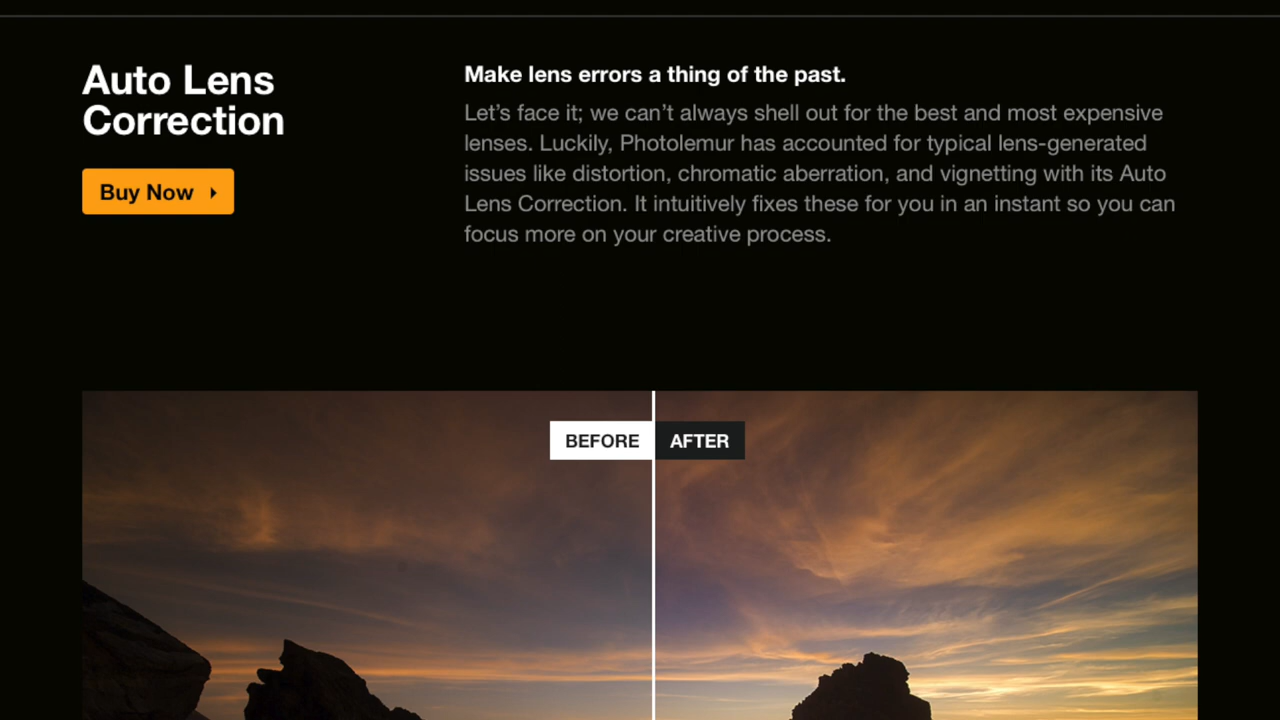 Auto Lens
Correction
Buy Now
Make lens errors a thing of the past.
Let’s face it; we can’t always shell out for the best and most expensive
lenses. Luckily, Photolemur has accounted for typical lens-generated
issues like distortion, chromatic aberration, and vignetting with its Auto
Lens Correction. It intuitively fixes these for you in an instant so you can
focus more on your creative process.
BEFORE AFTER